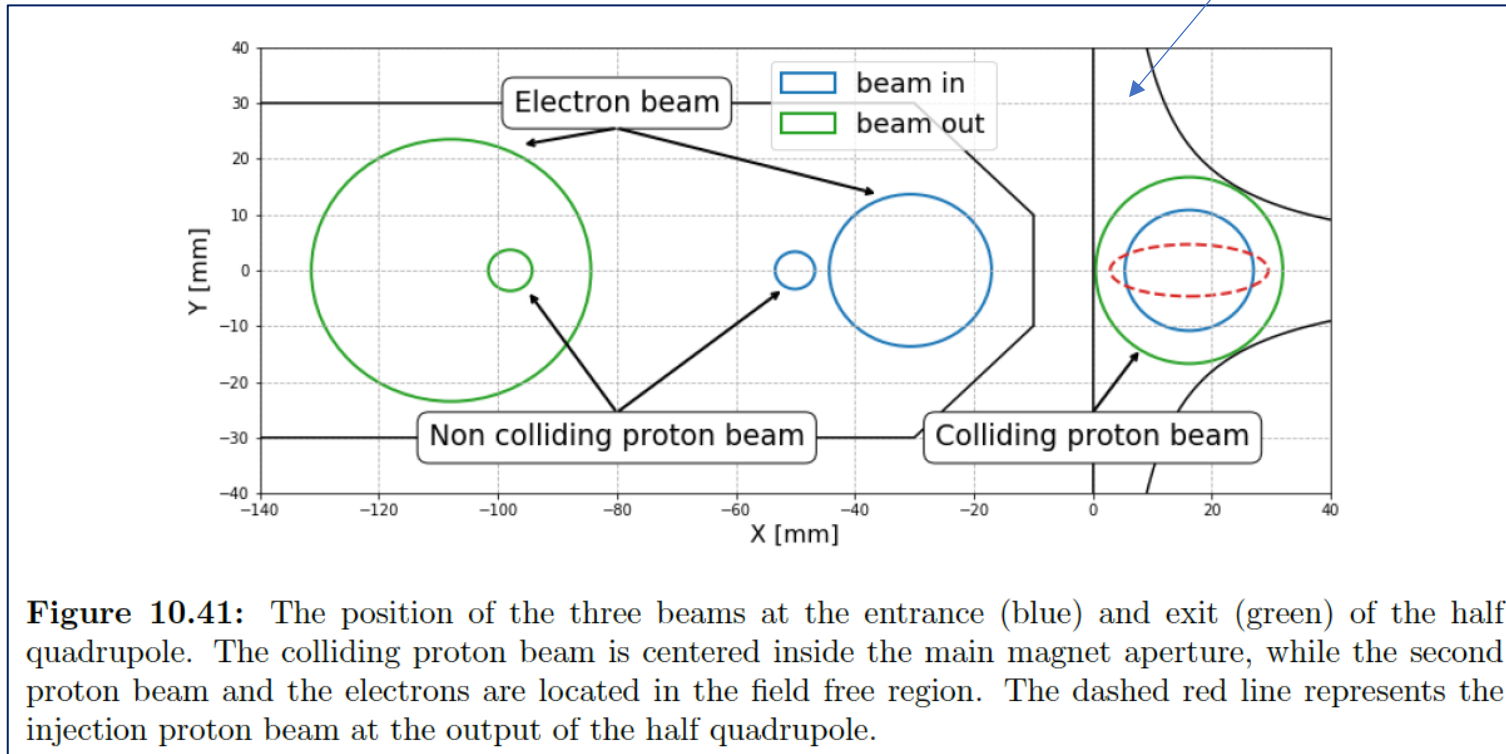 40
30
20
10
0
−10
−20
−30
−40
Y [mm]
Electron beam
beam in
beam out
Non colliding proton beam
Colliding proton beam
−140 −120 −100 −80 −60 −40 −20 0 20 40
X [mm]
Figure 10.41: The position of the three beams at the entrance (blue) and exit (green) of the half
quadrupole. The colliding proton beam is centered inside the main magnet aperture, while the second
proton beam and the electrons are located in the field free region. The dashed red line represents the
injection proton beam at the output of the half quadrupole.